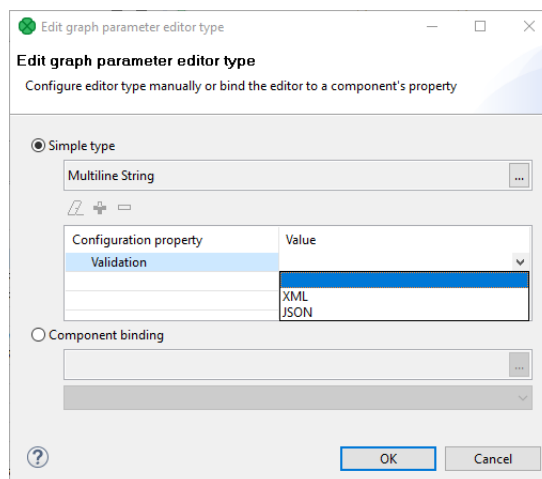 Edit graph parameter editor type
Edit graph parameter editor type
Configure editor type manually or bind the editor to a component's property
Simple type
Multiline String
...
Configuration property Value
Validation
XML
JSON
Component binding
...
? OK Cancel